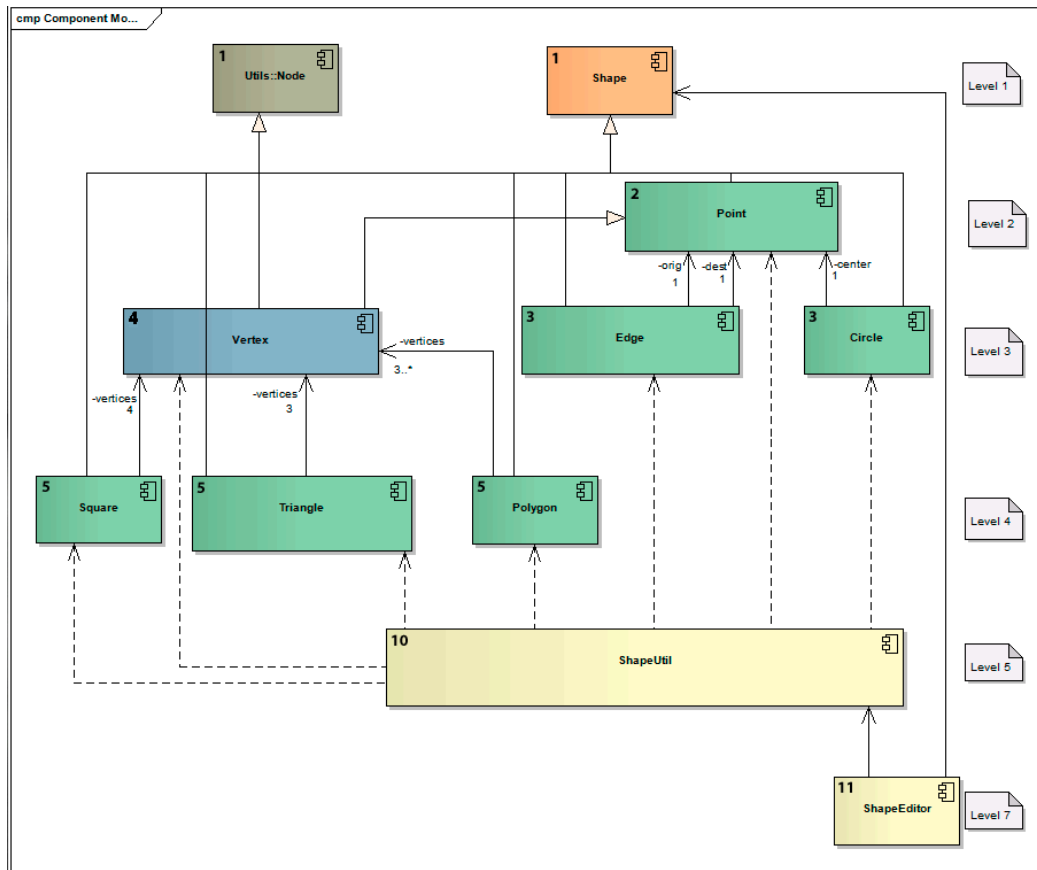 cmp Component Mo...
1
Utils::Node
1
Shape
Level 1
2
Point
Level 2
-orig
1
-dest
1
-center
1
4
Vertex
3
Edge
3
Circle
Level 3
-vertices
3..*
-vertices
4
-vertices
3
5
Square
5
Triangle
5
Polygon
Level 4
10
ShapeUtil
Level 5
11
ShapeEditor
Level 7